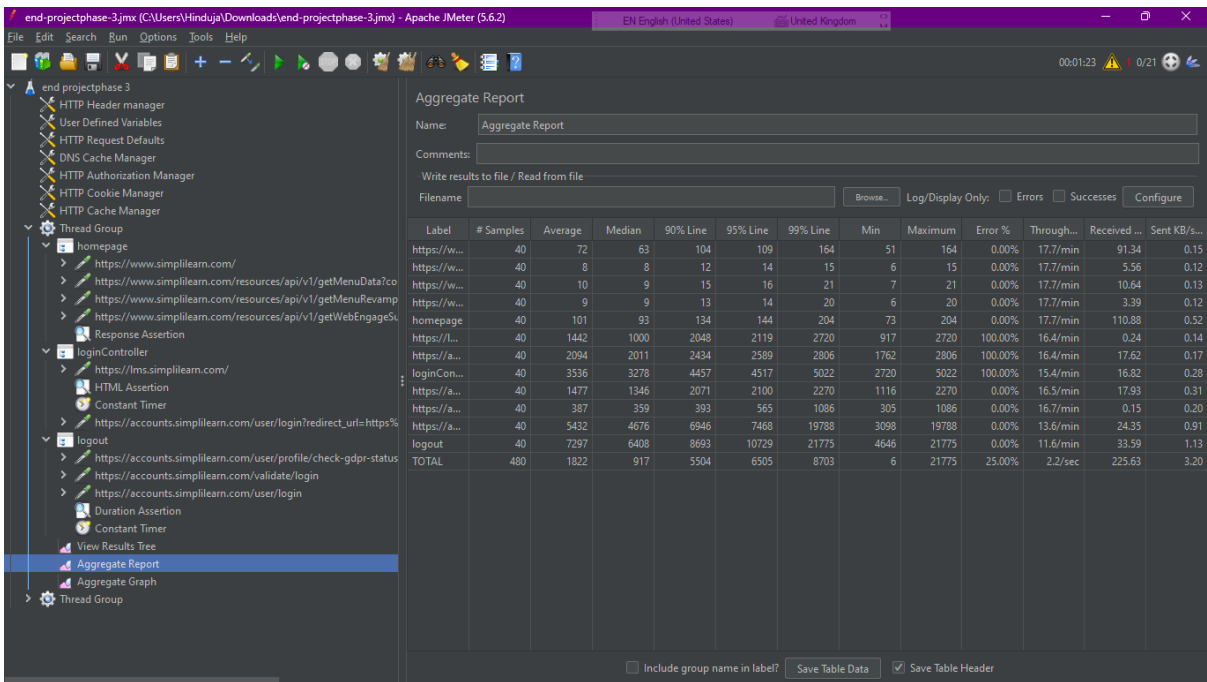 end-projectphase-3.jmx (C:\Users\Hinduja\Downloads\end-projectphase-3.jmx) - Apache JMeter (5.6.2)
EN English (United States) United Kingdom
File Edit Search Run Options Tools Help
00:01:23 0/21
end projectphase 3
HTTP Header manager
User Defined Variables
HTTP Request Defaults
DNS Cache Manager
HTTP Authorization Manager
HTTP Cookie Manager
HTTP Cache Manager
Thread Group
homepage
https://www.simplilearn.com/
https://www.simplilearn.com/resources/api/v1/getMenuData?co
https://www.simplilearn.com/resources/api/v1/getMenuRevamp
https://www.simplilearn.com/resources/api/v1/getWebEngageSu
Response Assertion
loginController
https://lms.simplilearn.com/
HTML Assertion
Constant Timer
https://accounts.simplilearn.com/user/login?redirect_url=https%
logout
https://accounts.simplilearn.com/user/profile/check-gdpr-status
https://accounts.simplilearn.com/validate/login
https://accounts.simplilearn.com/user/login
Duration Assertion
Constant Timer
View Results Tree
Aggregate Report
Aggregate Graph
Thread Group
Aggregate Report
Name: Aggregate Report
Comments:
Write results to file / Read from file
Filename Browse... Log/Display Only: Errors Successes Configure
Label # Samples Average Median 90% Line 95% Line 99% Line Min Maximum Error % Through... Received ... Sent KB/s...
https://w... 40 72 63 104 109 164 51 164 0.00% 17.7/min 91.34 0.15
https://w... 40 8 8 12 14 15 6 15 0.00% 17.7/min 5.56 0.12
https://w... 40 10 9 15 16 21 7 21 0.00% 17.7/min 10.64 0.13
https://w... 40 9 9 13 14 20 6 20 0.00% 17.7/min 3.39 0.12
homepage 40 101 93 134 144 204 73 204 0.00% 17.7/min 110.88 0.52
https://l... 40 1442 1000 2048 2119 2720 917 2720 100.00% 16.4/min 0.24 0.14
https://a... 40 2094 2011 2434 2589 2806 1762 2806 100.00% 16.4/min 17.62 0.17
loginCon... 40 3536 3278 4457 4517 5022 2720 5022 100.00% 15.4/min 16.82 0.28
https://a... 40 1477 1346 2071 2100 2270 1116 2270 0.00% 16.5/min 17.93 0.31
https://a... 40 387 359 393 565 1086 305 1086 0.00% 16.7/min 0.15 0.20
https://a... 40 5432 4676 6946 7468 19788 3098 19788 0.00% 13.6/min 24.35 0.91
logout 40 7297 6408 8693 10729 21775 4646 21775 0.00% 11.6/min 33.59 1.13
TOTAL 480 1822 917 5504 6505 8703 6 21775 25.00% 2.2/sec 225.63 3.20
Include group name in label? Save Table Data Save Table Header